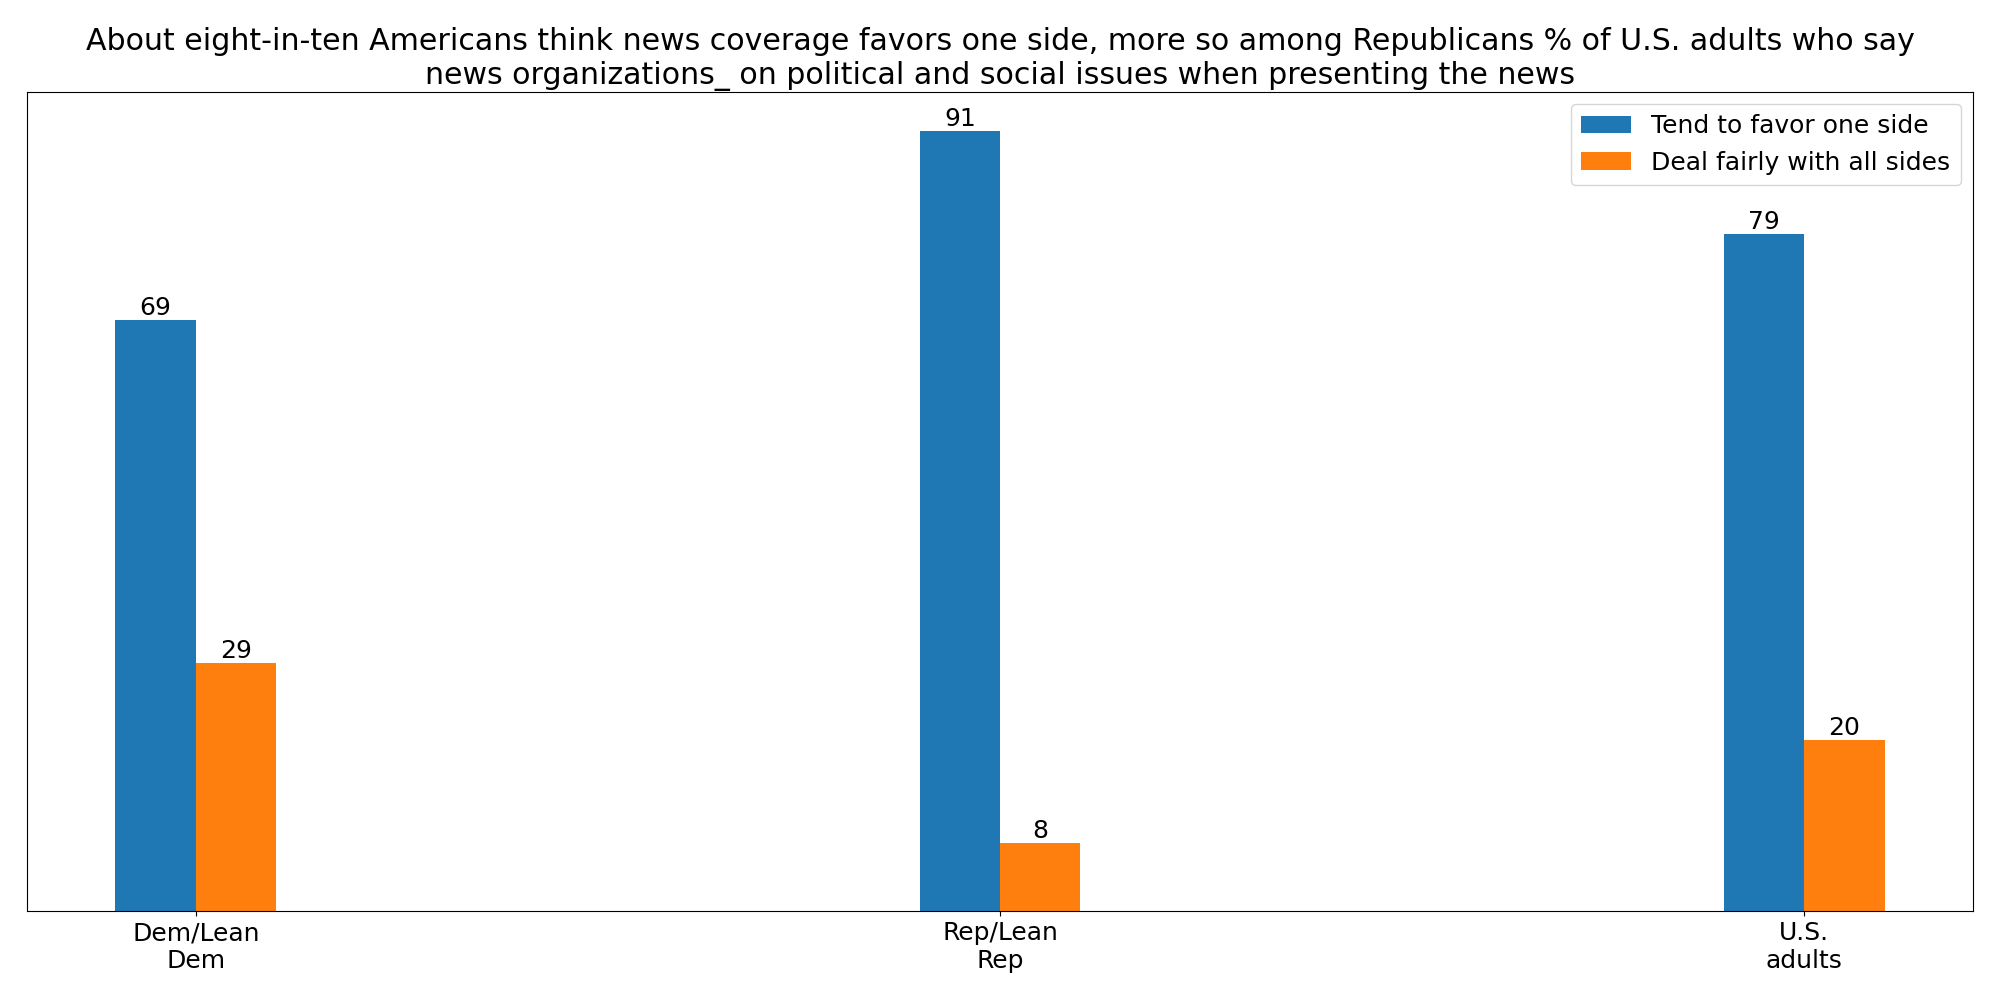 About eight-in-ten Americans think news coverage favors one side, more so among Republicans % of U.S. adults who say
news organizations_ on political and social issues when presenting the news
Tend to favor one side
Deal fairly with all sides
91
79
69
29
20
8
Dem/Lean
Dem
Rep/Lean
Rep
U.S.
adults